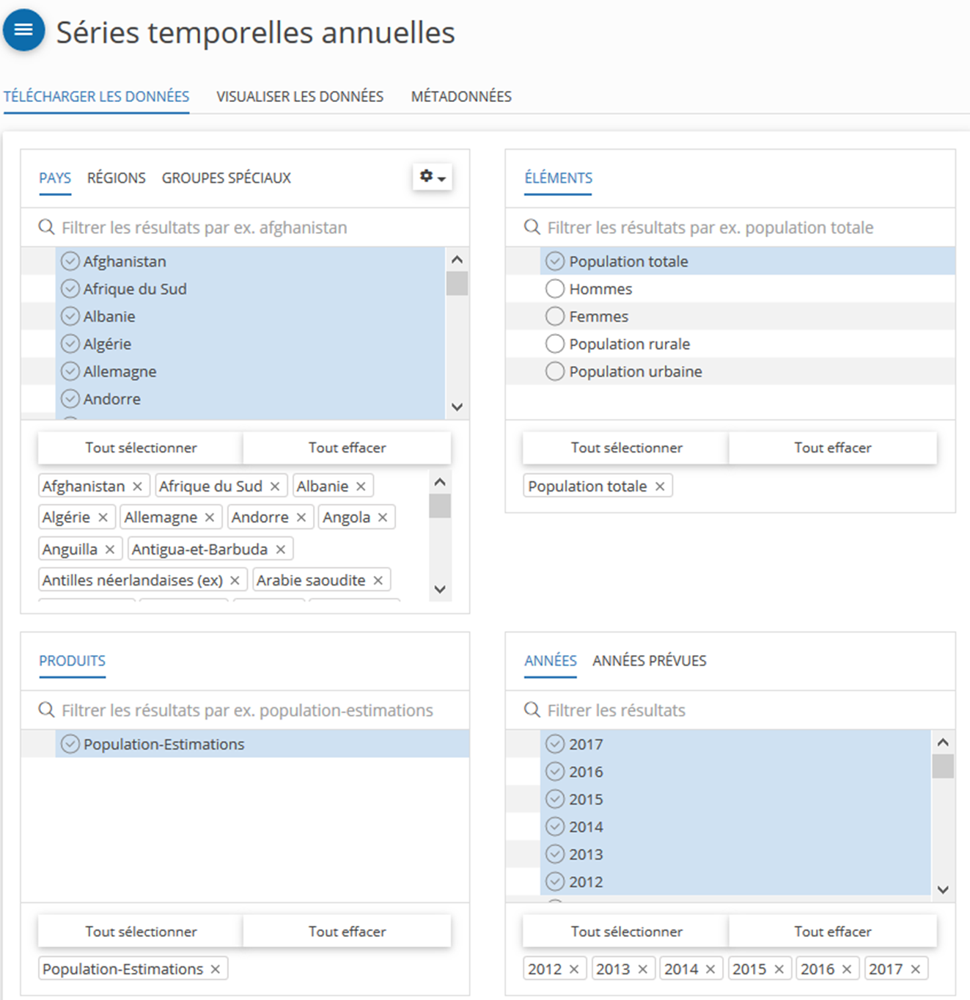 Séries temporelles annuelles
TÉLÉCHARGER LES DONNÉES VISUALISER LES DONNÉES MÉTADONNÉES
PAYS RÉGIONS GROUPES SPÉCIAUX
Filtrer les résultats par ex. afghanistan
Afghanistan
Afrique du Sud
Albanie
Algérie
Allemagne
Andorre
Tout sélectionner Tout effacer
Afghanistan × Afrique du Sud × Albanie ×
Algérie × Allemagne × Andorre × Angola ×
Anguilla × Antigua-et-Barbuda ×
Antilles néerlandaises (ex) × Arabie saoudite ×
ÉLÉMENTS
Filtrer les résultats par ex. population totale
Population totale
Hommes
Femmes
Population rurale
Population urbaine
Tout sélectionner Tout effacer
Population totale ×
PRODUITS
Filtrer les résultats par ex. population-estimations
Population-Estimations
Tout sélectionner Tout effacer
Population-Estimations ×
ANNÉES ANNÉES PRÉVUES
Filtrer les résultats
2017
2016
2015
2014
2013
2012
Tout sélectionner Tout effacer
2012 × 2013 × 2014 × 2015 × 2016 × 2017 ×